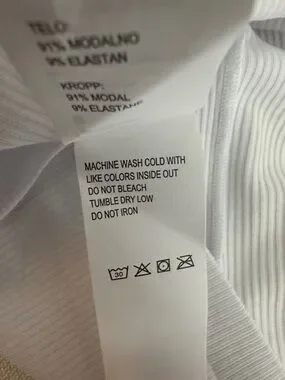 TELO:
91% MODALNO
9% ELASTAN
KROPP:
91% MODAL
9% ELASTANE
MACHINE WASH COLD WITH
LIKE COLORS INSIDE OUT
DO NOT BLEACH
TUMBLE DRY LOW
DO NOT IRON
30